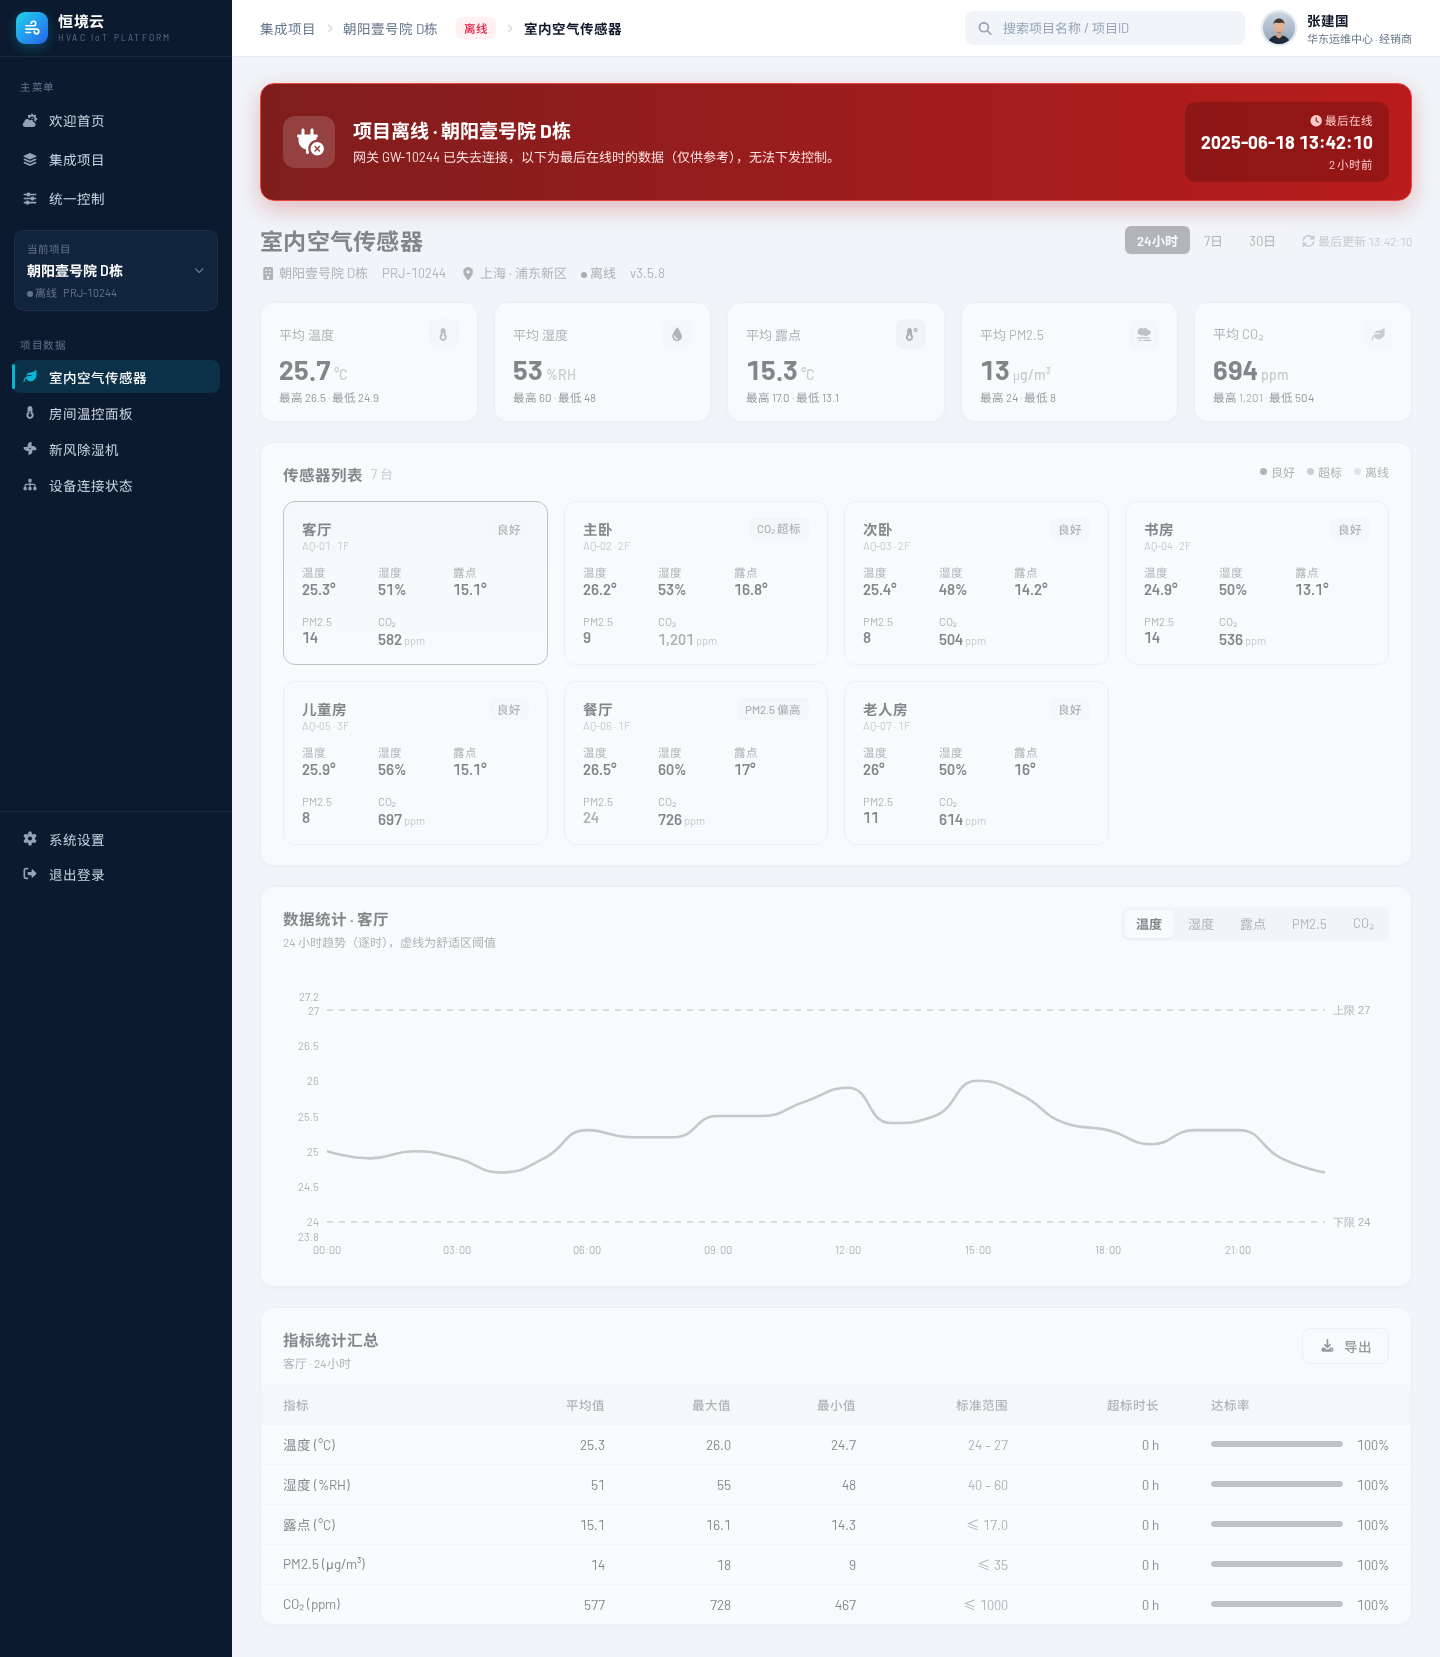 恒境云
HVAC IoT PLATFORM
主菜单
欢迎首页
集成项目
统一控制
当前项目
朝阳壹号院 D栋
离线 PRJ-10244
项目数据
室内空气传感器
房间温控面板
新风除湿机
设备连接状态
系统设置
退出登录
集成项目 朝阳壹号院 D栋 离线 室内空气传感器
搜索项目名称 / 项目ID
张建国
华东运维中心 · 经销商
项目离线 · 朝阳壹号院 D栋
网关 GW-10244 已失去连接，以下为最后在线时的数据（仅供参考），无法下发控制。
最后在线
2025-06-18 13:42:10
2 小时前
室内空气传感器
24小时 7日 30日 最后更新 13:42:10
朝阳壹号院 D栋 PRJ-10244 上海 · 浦东新区 离线 v3.5.8
平均 温度
25.7 °C
最高 26.5 · 最低 24.9
平均 湿度
53 %RH
最高 60 · 最低 48
平均 露点
15.3 °C
最高 17.0 · 最低 13.1
平均 PM2.5
13 µg/m³
最高 24 · 最低 8
平均 CO₂
694 ppm
最高 1,201 · 最低 504
传感器列表 7 台
良好 超标 离线
客厅 良好
AQ-01 · 1F
温度 湿度 露点
25.3° 51% 15.1°
PM2.5 CO₂
14 582 ppm
主卧 CO₂ 超标
AQ-02 · 2F
温度 湿度 露点
26.2° 53% 16.8°
PM2.5 CO₂
9 1,201 ppm
次卧 良好
AQ-03 · 2F
温度 湿度 露点
25.4° 48% 14.2°
PM2.5 CO₂
8 504 ppm
书房 良好
AQ-04 · 2F
温度 湿度 露点
24.9° 50% 13.1°
PM2.5 CO₂
14 536 ppm
儿童房 良好
AQ-05 · 3F
温度 湿度 露点
25.9° 56% 15.1°
PM2.5 CO₂
8 697 ppm
餐厅 PM2.5 偏高
AQ-06 · 1F
温度 湿度 露点
26.5° 60% 17°
PM2.5 CO₂
24 726 ppm
老人房 良好
AQ-07 · 1F
温度 湿度 露点
26° 50% 16°
PM2.5 CO₂
11 614 ppm
数据统计 · 客厅
24 小时趋势（逐时），虚线为舒适区阈值
温度 湿度 露点 PM2.5 CO₂
27.2
27 上限 27
26.5
26
25.5
25
24.5
24 下限 24
23.8
00:00 03:00 06:00 09:00 12:00 15:00 18:00 21:00
指标统计汇总
客厅 · 24小时
导出
指标 平均值 最大值 最小值 标准范围 超标时长 达标率
温度 (°C) 25.3 26.0 24.7 24 – 27 0 h 100%
湿度 (%RH) 51 55 48 40 – 60 0 h 100%
露点 (°C) 15.1 16.1 14.3 ≤ 17.0 0 h 100%
PM2.5 (µg/m³) 14 18 9 ≤ 35 0 h 100%
CO₂ (ppm) 577 728 467 ≤ 1000 0 h 100%